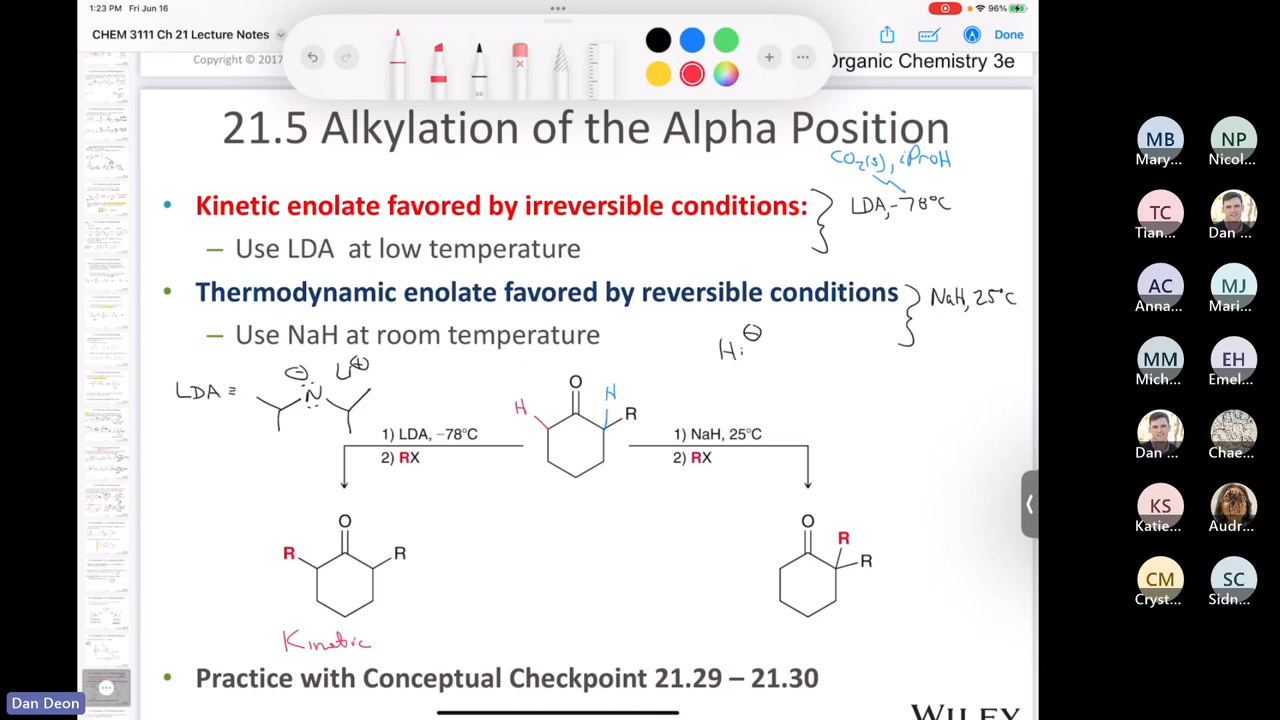 1:23 PM Fri Jun 16
96%
CHEM 3111 Ch 21 Lecture Notes
Done
Copyright © 2017
Organic Chemistry 3e
21.5 Alkylation of the Alpha Position
CO2(s), iPrOH
• Kinetic enolate favored by irreversible conditions:
LDA, -78°C
– Use LDA at low temperature
• Thermodynamic enolate favored by reversible conditions
NaH, 25°C
– Use NaH at room temperature
H:⊖
LDA ≡
⊖ N Li⊕
H O H R
1) LDA, −78°C
2) RX
1) NaH, 25°C
2) RX
O
R R
O
R
R
Kinetic
• Practice with Conceptual Checkpoint 21.29 – 21.30
WILEY
MB
Mary...
NP
Nicol...
TC
Tian...
Dan ...
AC
Anna...
MJ
Mari...
MM
Mich...
EH
Emel...
Dan ...
Chae...
KS
Katie...
Audr...
CM
Cryst...
SC
Sidn...
Dan Deon